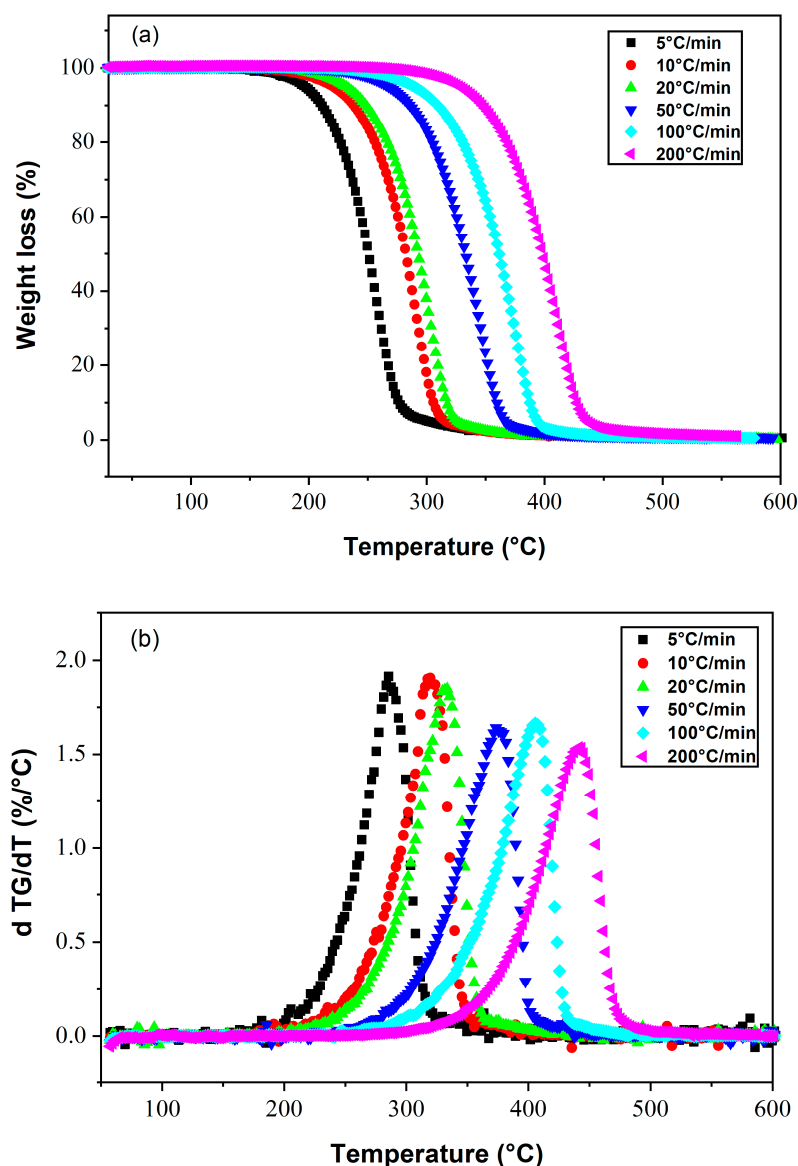 (a)
5°C/min
10°C/min
20°C/min
50°C/min
100°C/min
200°C/min
100
80
60
40
20
0
Weight loss (%)
100 200 300 400 500 600
Temperature (°C)
(b)
5°C/min
10°C/min
20°C/min
50°C/min
100°C/min
200°C/min
2.0
1.5
1.0
0.5
0.0
d TG/dT (%/°C)
100 200 300 400 500 600
Temperature (°C)